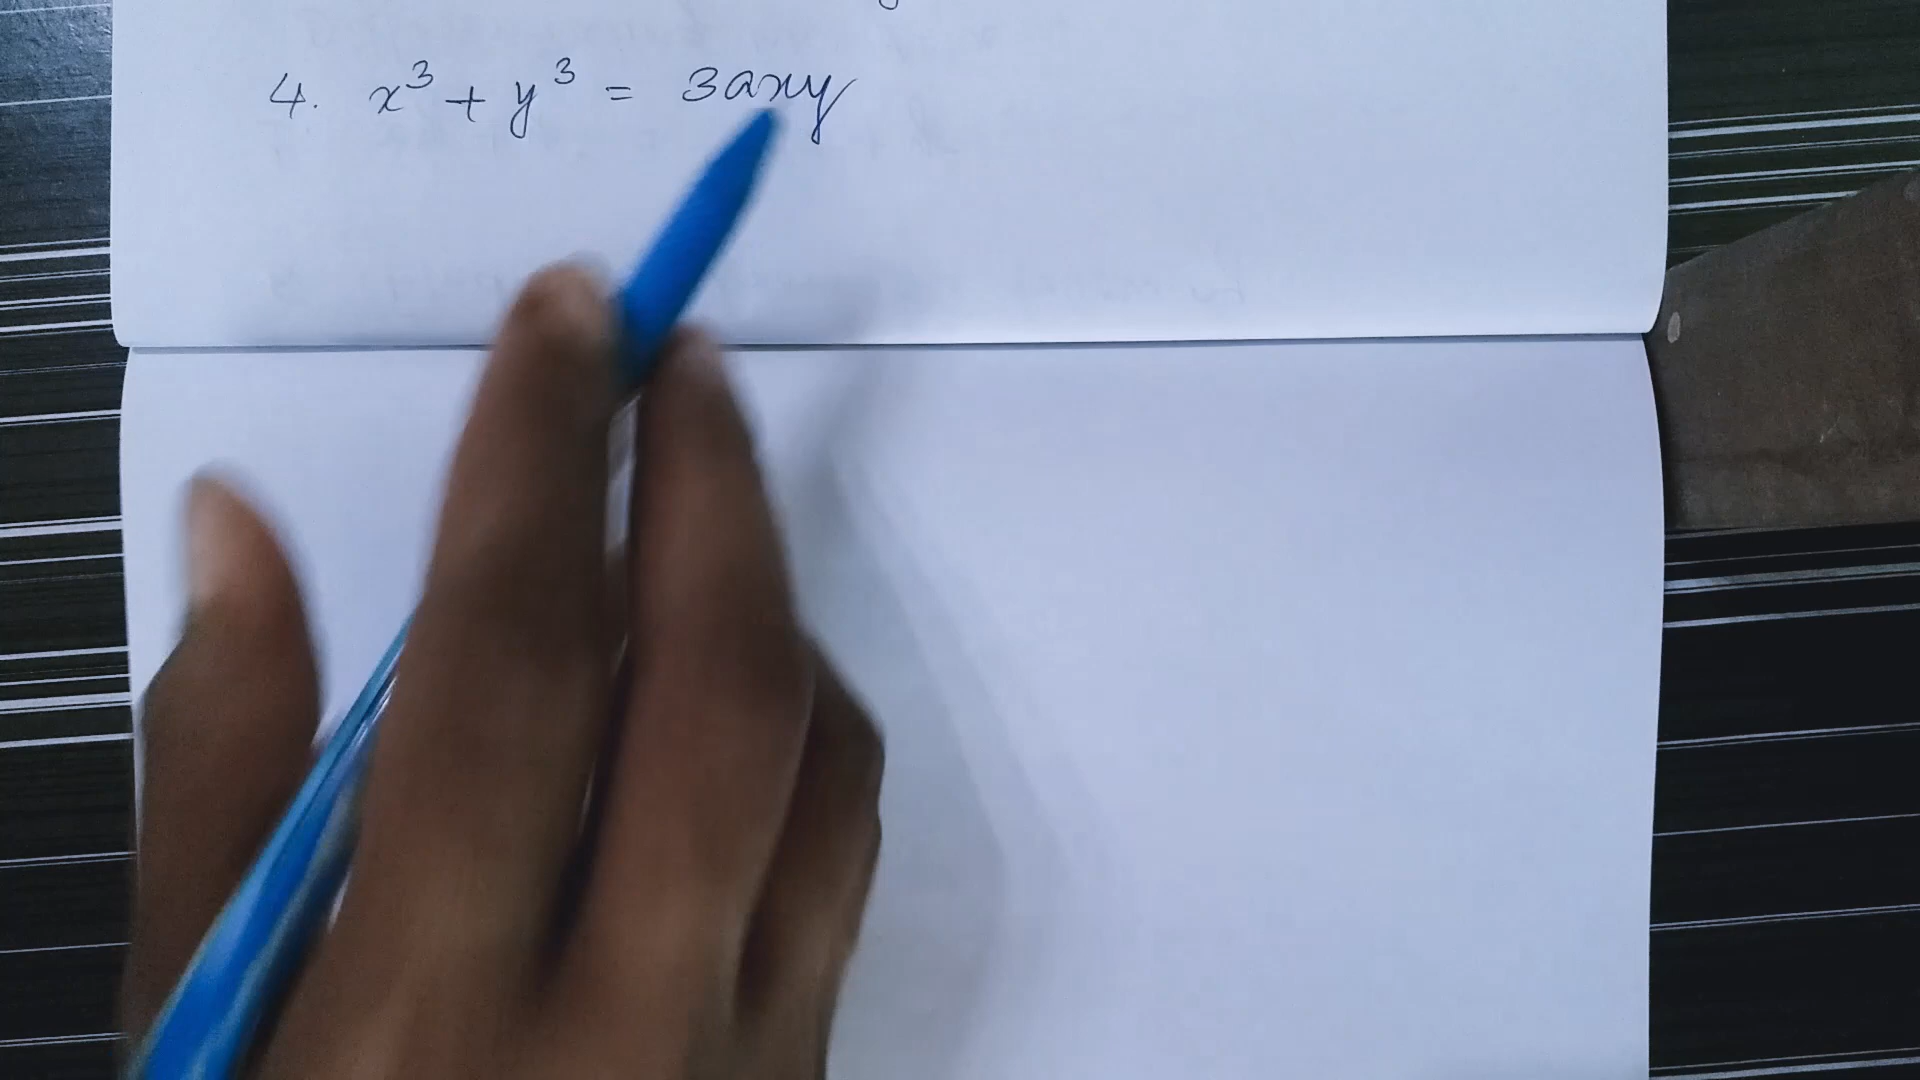 4. x³ + y³ = 3axy